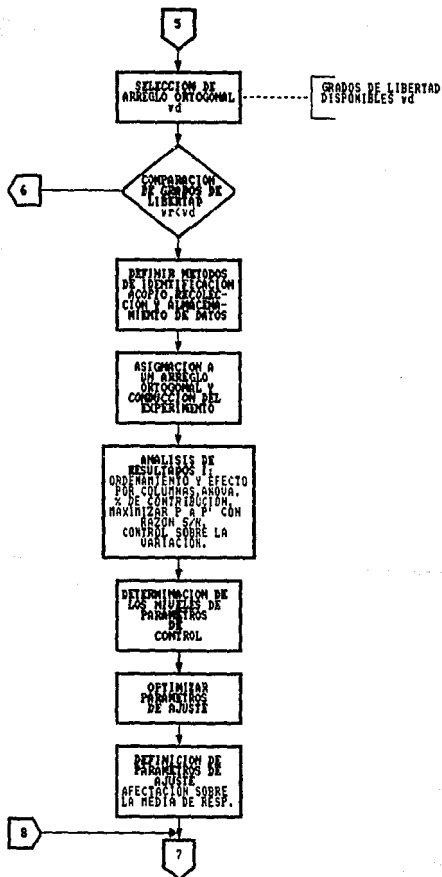 5
SELECCION DE
ARREGLO ORTOGONAL
vd
GRADOS DE LIBERTAD
DISPONIBLES vd
6
COMPARACION
DE GRADOS DE
LIBERTAD
vr<vd
DEFINIR METODOS
DE IDENTIFICACION
ACOPIO, RECOLEC-
CION Y ALMACENA-
MIENTO DE DATOS
ASIGNACION A
UN ARREGLO
ORTOGONAL Y
CONDUCCION DEL
EXPERIMENTO
ANALISIS DE
RESULTADOS I:
ORDENAMIENTO Y EFECTO
POR COLUMNAS, ANOVA,
% DE CONTRIBUCION,
MAXIMIZAR P A P' CON
RAZON S/N.
CONTROL SOBRE LA
VARIACION.
DETERMINACION DE
LOS NIVELES DE
PARAMETROS
DE
CONTROL
OPTIMIZAR
PARAMETROS
DE AJUSTE
DEFINICION DE
PARAMETROS DE
AJUSTE
AFECTACION SOBRE
LA MEDIA DE RESP.
8
7